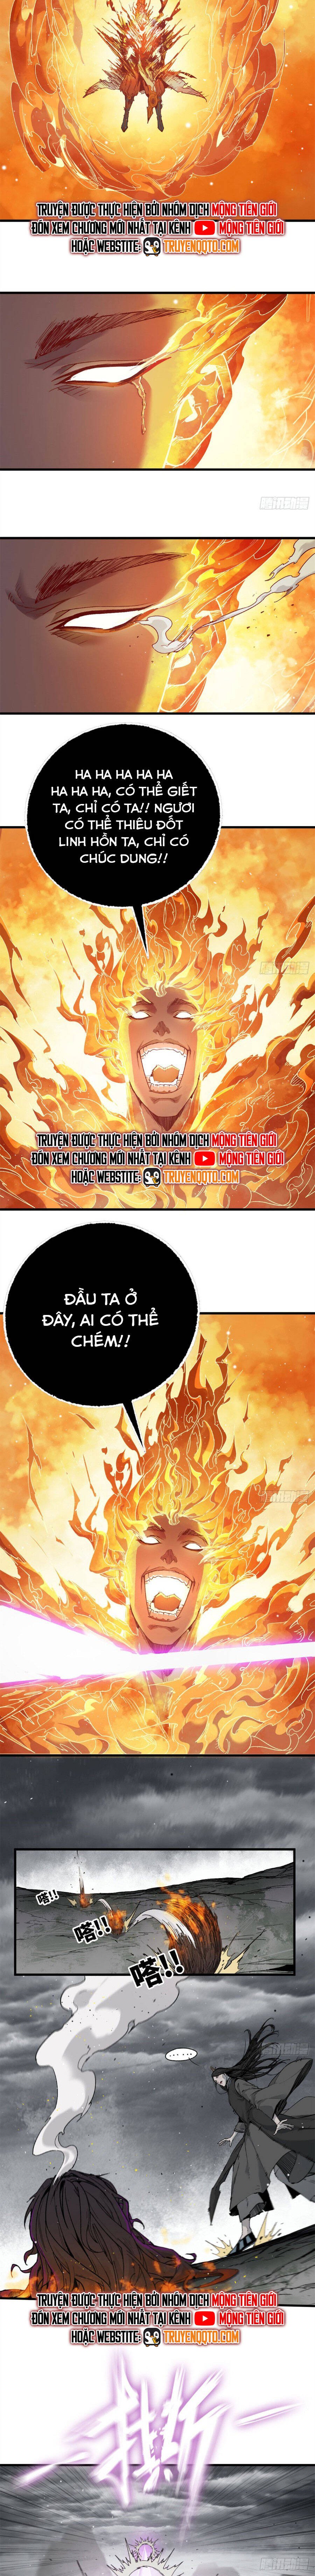 TRUYỆN ĐƯỢC THỰC HIỆN BỞI NHÓM DỊCH MỘNG TIÊN GIỚI
ĐÓN XEM CHƯƠNG MỚI NHẤT TẠI KÊNH MỘNG TIÊN GIỚI
HOẶC WEBSTITE: TRUYENQQTO.COM
HA HA HA HA HA
HA HA HA, CÓ THỂ GIẾT
TA, CHỈ CÓ TA!! NGƯƠI
CÓ THỂ THIÊU ĐỐT
LINH HỒN TA, CHỈ CÓ
CHÚC DUNG!!
TRUYỆN ĐƯỢC THỰC HIỆN BỞI NHÓM DỊCH MỘNG TIÊN GIỚI
ĐÓN XEM CHƯƠNG MỚI NHẤT TẠI KÊNH MỘNG TIÊN GIỚI
HOẶC WEBSTITE: TRUYENQQTO.COM
ĐẦU TA Ở
ĐÂY, AI CÓ THỂ
CHÉM!!
嗒!!
嗒!!
嗒!!
......
TRUYỆN ĐƯỢC THỰC HIỆN BỞI NHÓM DỊCH MỘNG TIÊN GIỚI
ĐÓN XEM CHƯƠNG MỚI NHẤT TẠI KÊNH MỘNG TIÊN GIỚI
HOẶC WEBSTITE: TRUYENQQTO.COM